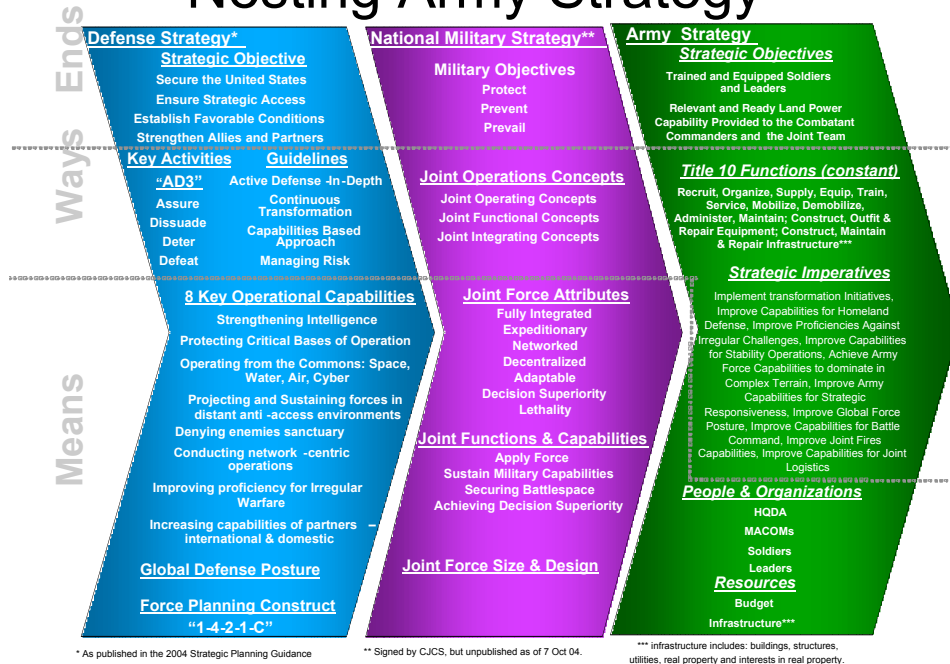 Nesting Army Strategy
Ends
Ways
Means
Defense Strategy*
Strategic Objective
Secure the United States
Ensure Strategic Access
Establish Favorable Conditions
Strengthen Allies and Partners
Key Activities
“AD3”
Assure
Dissuade
Deter
Defeat
Guidelines
Active Defense -In-Depth
Continuous
Transformation
Capabilities Based
Approach
Managing Risk
8 Key Operational Capabilities
Strengthening Intelligence
Protecting Critical Bases of Operation
Operating from the Commons: Space,
Water, Air, Cyber
Projecting and Sustaining forces in
distant anti -access environments
Denying enemies sanctuary
Conducting network -centric
operations
Improving proficiency for Irregular
Warfare
Increasing capabilities of partners –
international & domestic
Global Defense Posture
Force Planning Construct
“1-4-2-1-C”
* As published in the 2004 Strategic Planning Guidance
National Military Strategy**
Military Objectives
Protect
Prevent
Prevail
Joint Operations Concepts
Joint Operating Concepts
Joint Functional Concepts
Joint Integrating Concepts
Joint Force Attributes
Fully Integrated
Expeditionary
Networked
Decentralized
Adaptable
Decision Superiority
Lethality
Joint Functions & Capabilities
Apply Force
Sustain Military Capabilities
Securing Battlespace
Achieving Decision Superiority
Joint Force Size & Design
** Signed by CJCS, but unpublished as of 7 Oct 04.
Army Strategy
Strategic Objectives
Trained and Equipped Soldiers
and Leaders
Relevant and Ready Land Power
Capability Provided to the Combatant
Commanders and the Joint Team
Title 10 Functions (constant)
Recruit, Organize, Supply, Equip, Train,
Service, Mobilize, Demobilize,
Administer, Maintain; Construct, Outfit &
Repair Equipment; Construct, Maintain
& Repair Infrastructure***
Strategic Imperatives
Implement transformation Initiatives,
Improve Capabilities for Homeland
Defense, Improve Proficiencies Against
Irregular Challenges, Improve Capabilities
for Stability Operations, Achieve Army
Force Capabilities to dominate in
Complex Terrain, Improve Army
Capabilities for Strategic
Responsiveness, Improve Global Force
Posture, Improve Capabilities for Battle
Command, Improve Joint Fires
Capabilities, Improve Capabilities for Joint
Logistics
People & Organizations
HQDA
MACOMs
Soldiers
Leaders
Resources
Budget
Infrastructure***
*** infrastructure includes: buildings, structures,
utilities, real property and interests in real property.